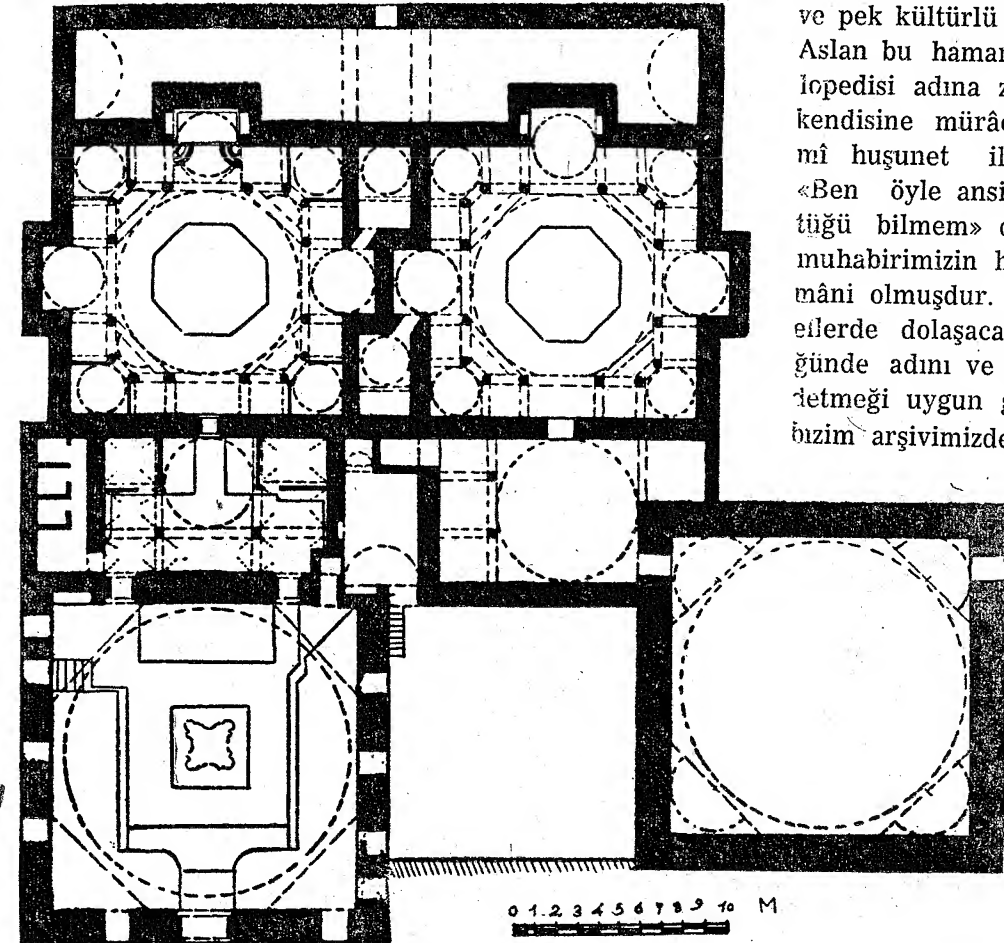 ve pek kültürlü
Aslan bu hamar
lopedisi adına z
kendisine mürâc
mî huşunet il
«Ben öyle ansi
tüğü bilmem» d
muhabirimizin h
mâni olmuşdur.
ellerde dolaşaca
ğünde adını ve
detmeği uygun g
bizim arşivimizde
0 1 2 3 4 5 6 7 8 9 10 M